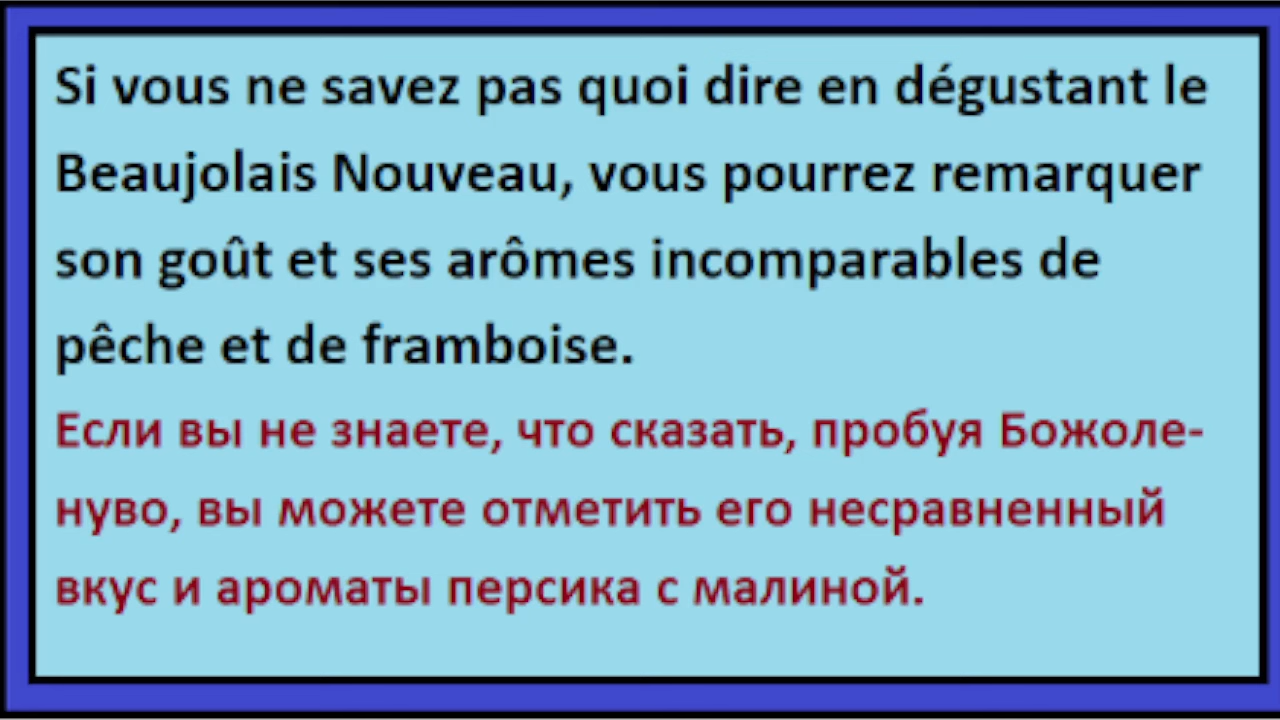 Si vous ne savez pas quoi dire en dégustant le
Beaujolais Nouveau, vous pourrez remarquer
son goût et ses arômes incomparables de
pêche et de framboise.
Если вы не знаете, что сказать, пробуя Божоле-
нуво, вы можете отметить его несравненный
вкус и ароматы персика с малиной.